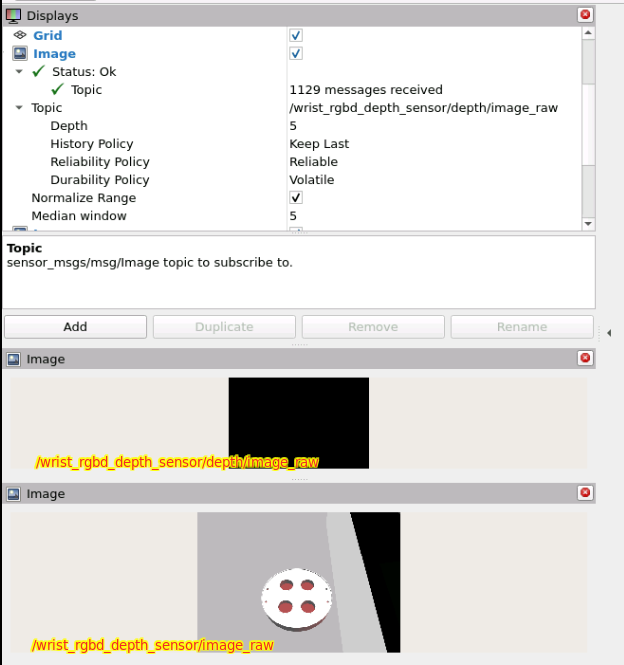 Displays
Grid
Image
Status: Ok
Topic 1129 messages received
Topic /wrist_rgbd_depth_sensor/depth/image_raw
Depth 5
History Policy Keep Last
Reliability Policy Reliable
Durability Policy Volatile
Normalize Range
Median window 5
Topic
sensor_msgs/msg/Image topic to subscribe to.
Add Duplicate Remove Rename
Image
/wrist_rgbd_depth_sensor/depth/image_raw
Image
/wrist_rgbd_depth_sensor/image_raw